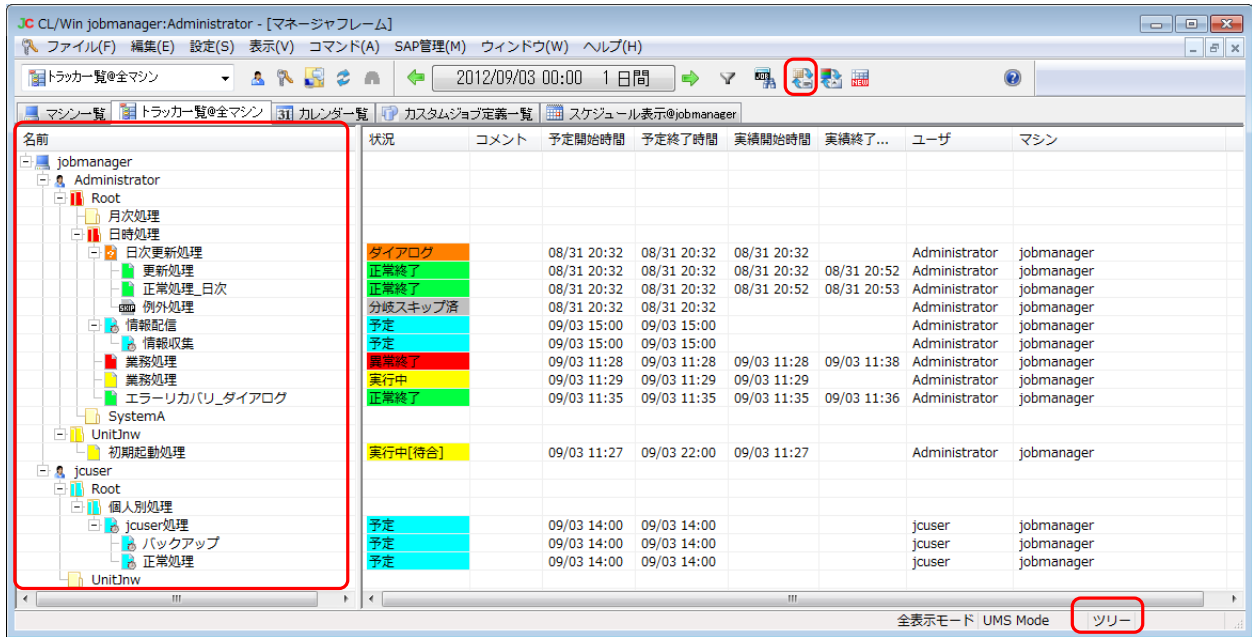 JC CL/Win jobmanager:Administrator - [マネージャフレーム]
ファイル(F) 編集(E) 設定(S) 表示(V) コマンド(A) SAP管理(M) ウィンドウ(W) ヘルプ(H)
トラッカ一覧@全マシン 2012/09/03 00:00 1 日間
マシン一覧 トラッカ一覧@全マシン 31 カレンダ一覧 カスタムジョブ定義一覧 スケジュール表示@jobmanager
名前 状況 コメント 予定開始時間 予定終了時間 実績開始時間 実績終了... ユーザ マシン
jobmanager
Administrator
Root
月次処理
日時処理
日次更新処理 ダイアログ 08/31 20:32 08/31 20:32 08/31 20:32 Administrator jobmanager
更新処理 正常終了 08/31 20:32 08/31 20:32 08/31 20:32 08/31 20:52 Administrator jobmanager
正常処理_日次 正常終了 08/31 20:32 08/31 20:32 08/31 20:52 08/31 20:53 Administrator jobmanager
SKIP 例外処理 分岐スキップ済 08/31 20:32 08/31 20:32 Administrator jobmanager
情報配信 予定 09/03 15:00 09/03 15:00 Administrator jobmanager
情報収集 予定 09/03 15:00 09/03 15:00 Administrator jobmanager
業務処理 異常終了 09/03 11:28 09/03 11:28 09/03 11:28 09/03 11:38 Administrator jobmanager
業務処理 実行中 09/03 11:29 09/03 11:29 09/03 11:29 Administrator jobmanager
エラーリカバリ_ダイアログ 正常終了 09/03 11:35 09/03 11:35 09/03 11:35 09/03 11:36 Administrator jobmanager
SystemA
UnitJnw
初期起動処理 実行中[待合] 09/03 11:27 09/03 22:00 09/03 11:27 Administrator jobmanager
jcuser
Root
個人別処理
jcuser処理 予定 09/03 14:00 09/03 14:00 jcuser jobmanager
バックアップ 予定 09/03 14:00 09/03 14:00 jcuser jobmanager
正常処理 予定 09/03 14:00 09/03 14:00 jcuser jobmanager
UnitJnw
全表示モード UMS Mode ツリー